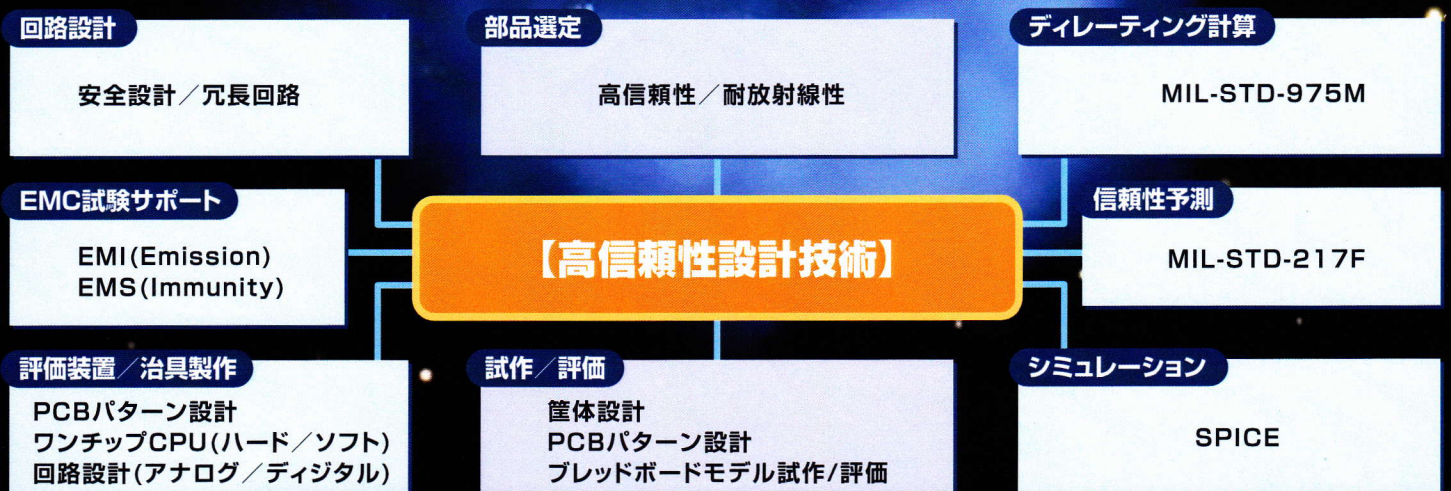 回路設計
安全設計／冗長回路
部品選定
高信頼性／耐放射線性
ディレーティング計算
MIL-STD-975M
EMC試験サポート
EMI(Emission)
EMS(Immunity)
【高信頼性設計技術】
信頼性予測
MIL-STD-217F
評価装置／治具製作
PCBパターン設計
ワンチップCPU(ハード／ソフト)
回路設計(アナログ／ディジタル)
試作／評価
筐体設計
PCBパターン設計
ブレッドボードモデル試作/評価
シミュレーション
SPICE